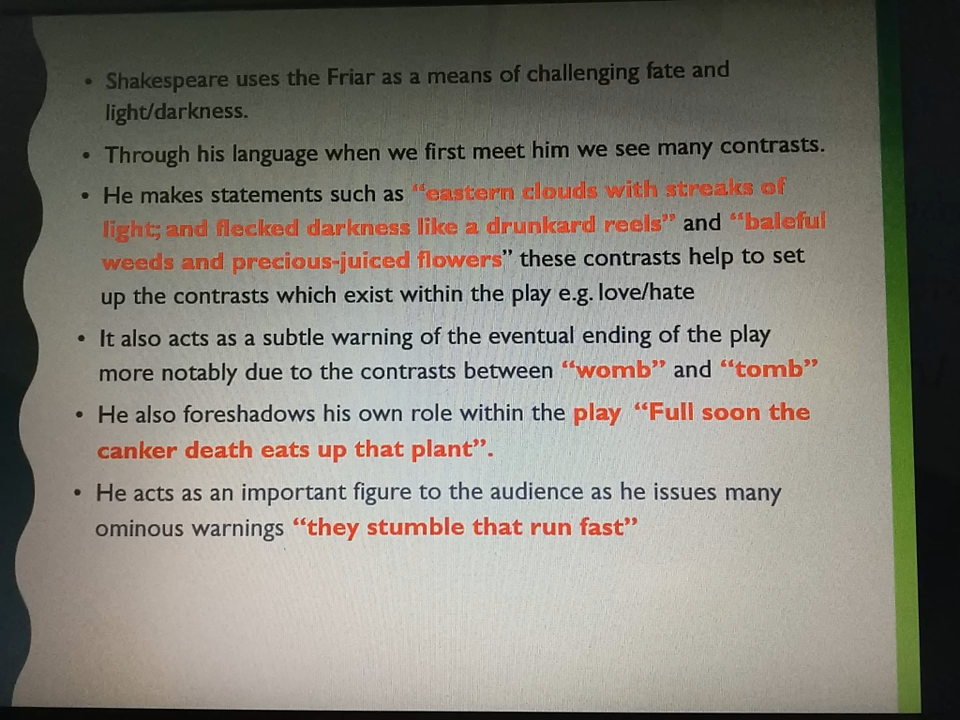 • Shakespeare uses the Friar as a means of challenging fate and
light/darkness.
• Through his language when we first meet him we see many contrasts.
• He makes statements such as “eastern clouds with streaks of
light; and flecked darkness like a drunkard reels” and “baleful
weeds and precious-juiced flowers” these contrasts help to set
up the contrasts which exist within the play e.g. love/hate
• It also acts as a subtle warning of the eventual ending of the play
more notably due to the contrasts between “womb” and “tomb”
• He also foreshadows his own role within the play “Full soon the
canker death eats up that plant”.
• He acts as an important figure to the audience as he issues many
ominous warnings “they stumble that run fast”